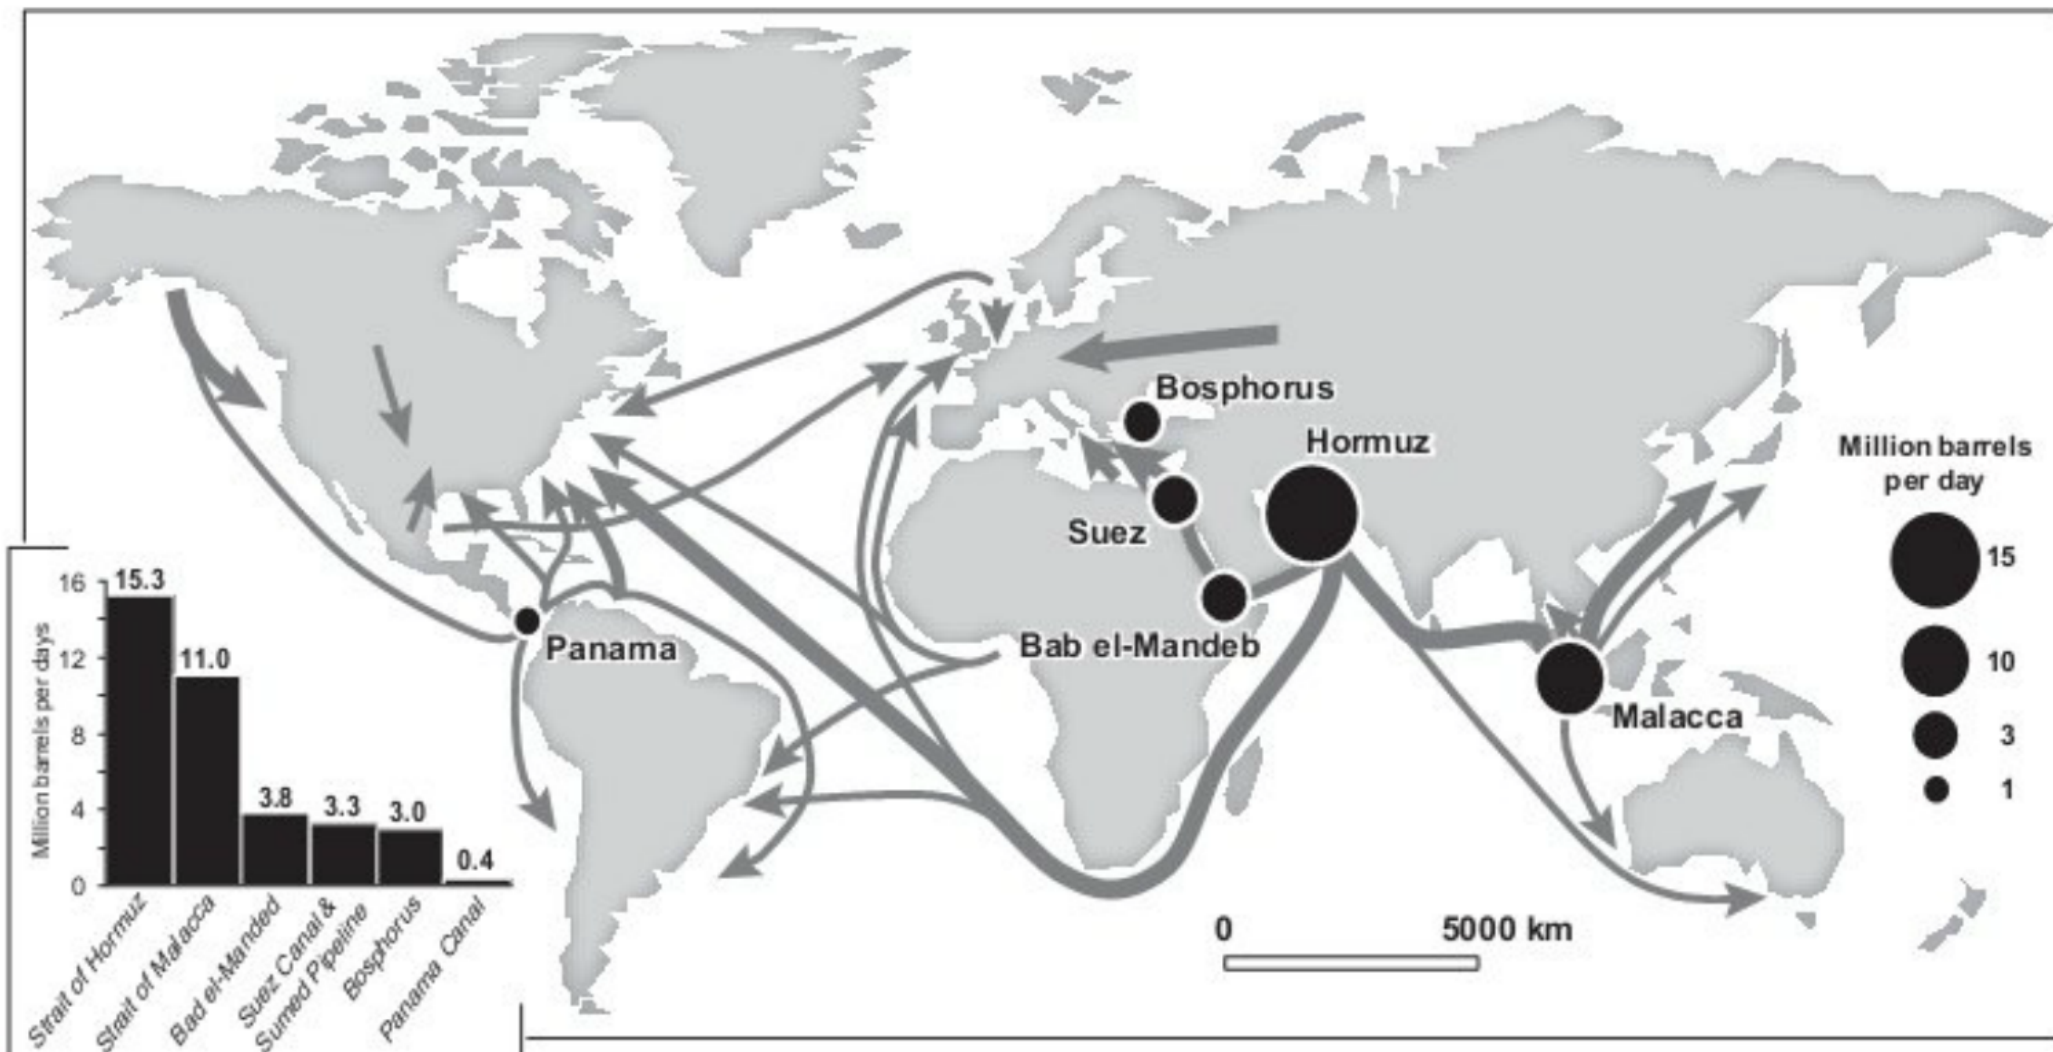 Bosphorus
Hormuz
Suez
Bab el-Mandeb
Panama
Malacca
Million barrels
per day
15
10
3
1
0
5000 km
Million barrels per days
16
12
8
4
0
15.3
11.0
3.8
3.3
3.0
0.4
Strait of Hormuz
Strait of Malacca
Bad el-Manded
Suez Canal &
Sumed Pipeline
Bosphorus
Panama Canal